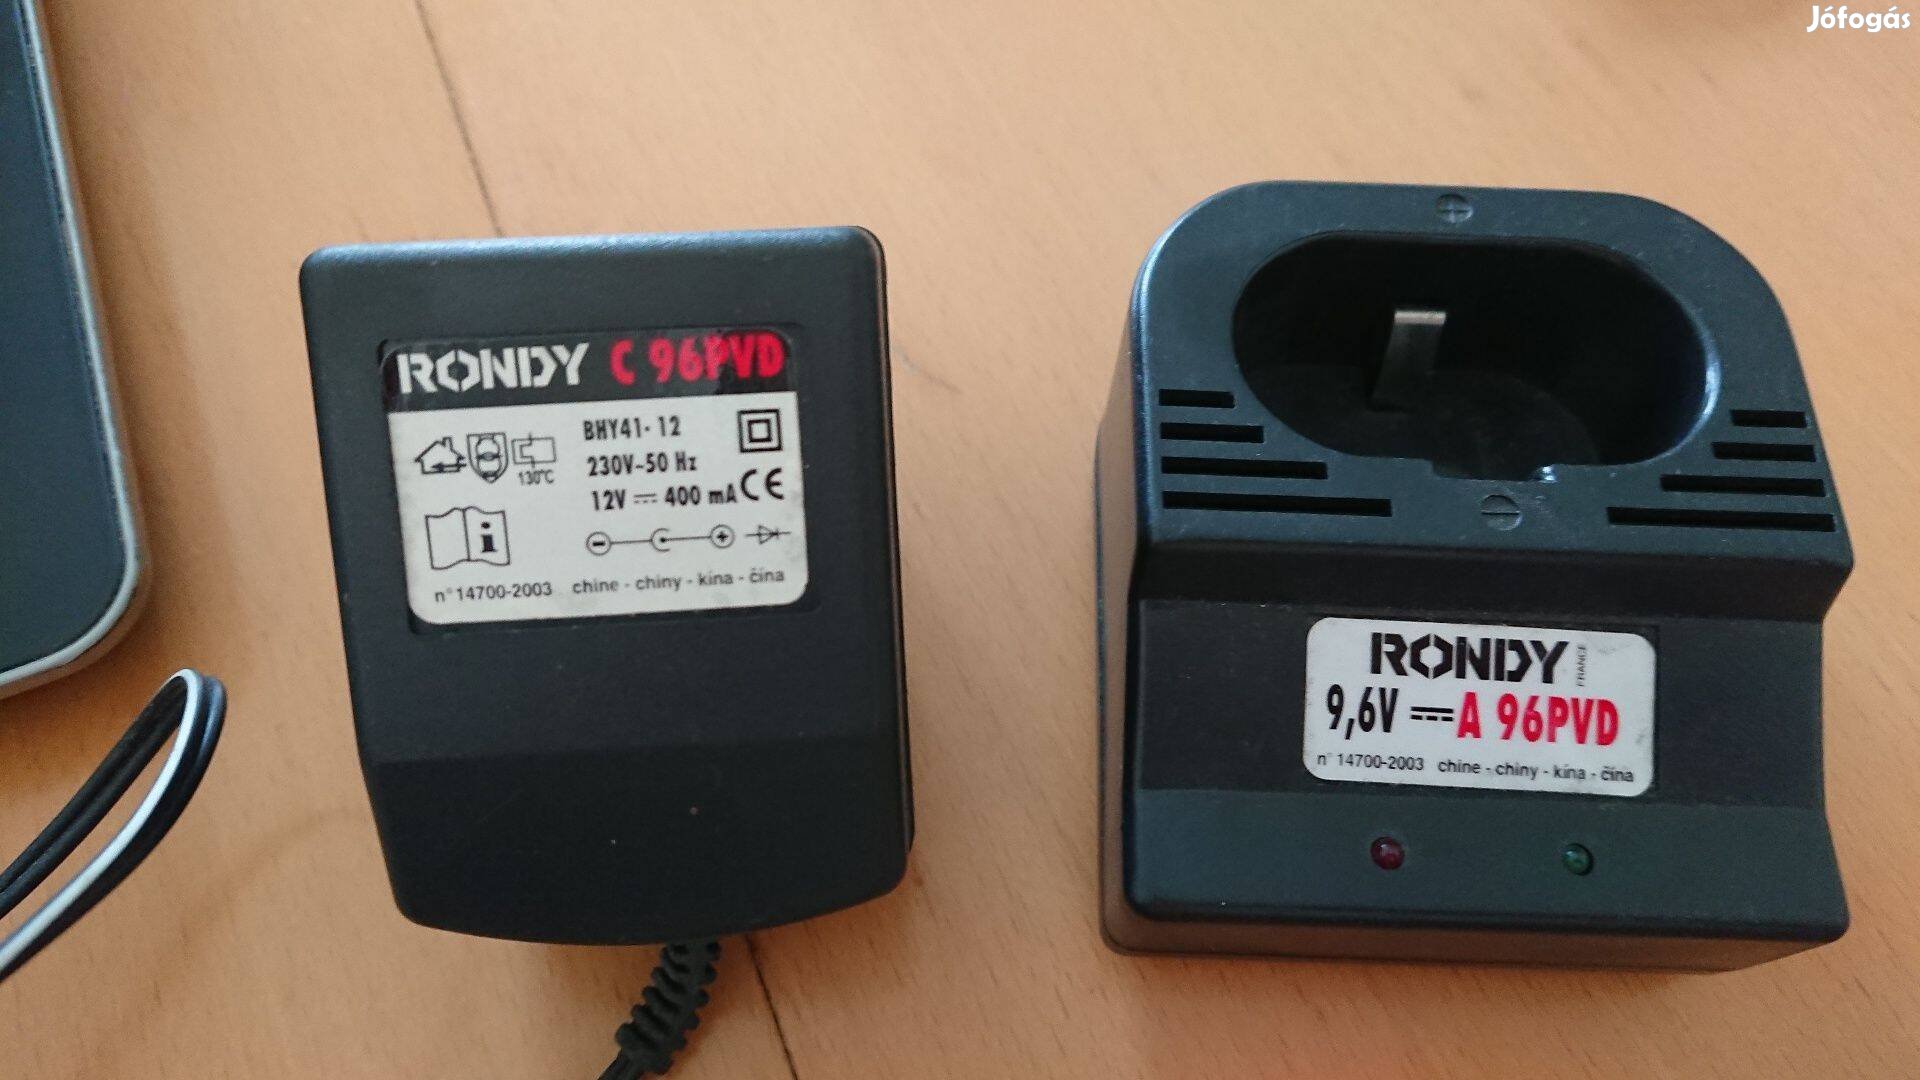 Jófogás
RONDY C 96PVD
BHY41-12
230V~50 Hz
130°C
12V ⎓ 400 mA CE
i
n° 14700-2003 chine - chiny - kína - čína
RONDY FRANCE
9,6V ⎓ A 96PVD
n° 14700-2003 chine - chiny - kína - čína